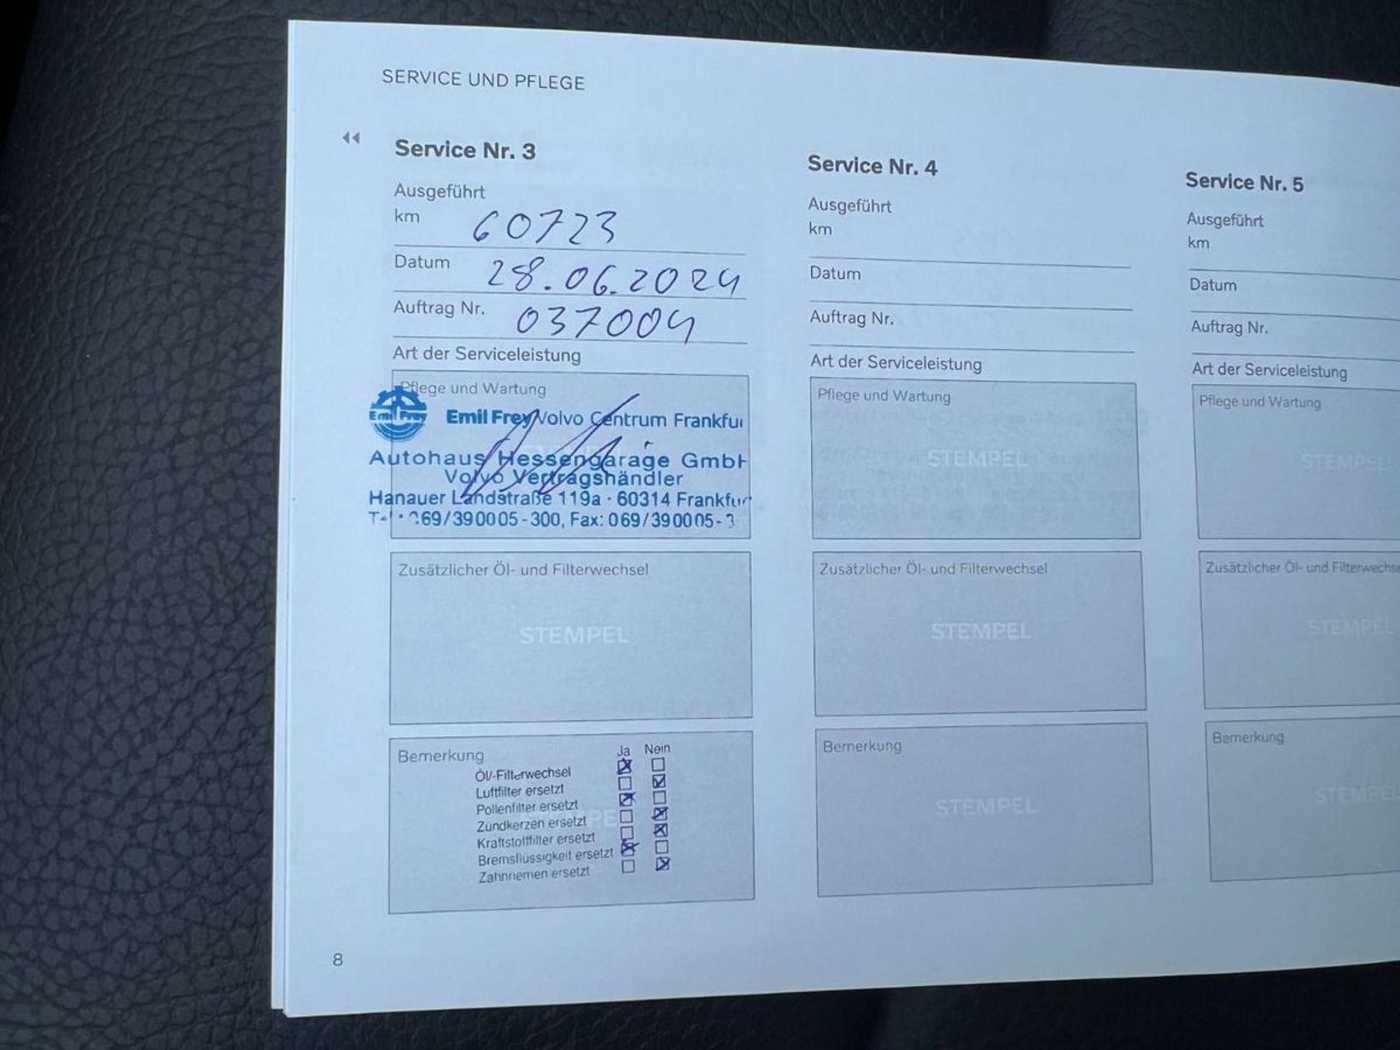 SERVICE UND PFLEGE
Service Nr. 3
Ausgeführt
km 60723
Datum 28.06.2024
Auftrag Nr. 037004
Art der Serviceleistung
Pflege und Wartung
Emil Frey
Emil Frey Volvo Centrum Frankfu
Autohaus Hessengarage Gmb
Volvo Vertragshändler
Hanauer Landstraße 119a · 60314 Frankfur
069/390005-300, Fax: 069/390005-3
Zusätzlicher Öl- und Filterwechsel
STEMPEL
Bemerkung
Ja Nein
Öl/-Filterwechsel
Luftfilter ersetzt
Pollenfilter ersetzt
Zündkerzen ersetzt
Kraftstoffilter ersetzt
Bremsflüssigkeit ersetzt
Zahnriemen ersetzt
8
Service Nr. 4
Ausgeführt
km
Datum
Auftrag Nr.
Art der Serviceleistung
Pflege und Wartung
STEMPEL
Zusätzlicher Öl- und Filterwechsel
STEMPEL
Bemerkung
STEMPEL
Service Nr. 5
Ausgeführt
km
Datum
Auftrag Nr.
Art der Serviceleistung
Pflege und Wartung
STEMPEL
Zusätzlicher Öl- und Filterwechse
STEMPEL
Bemerkung
STEMPE